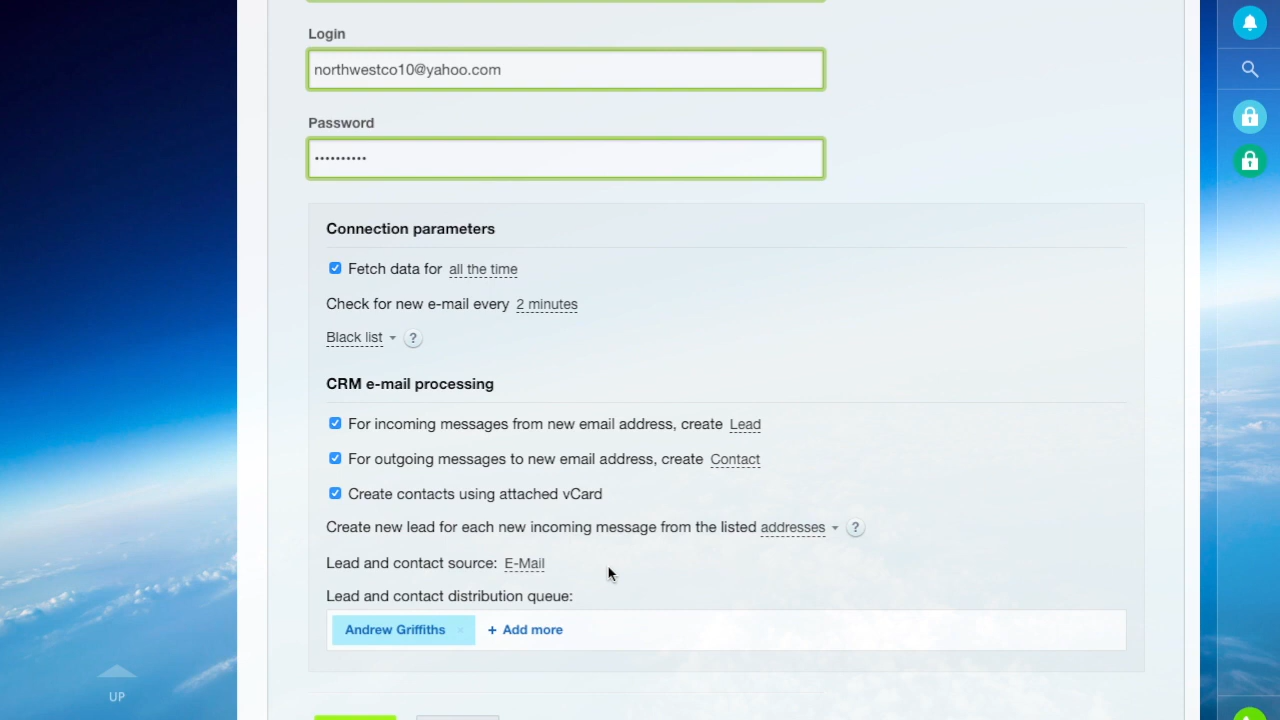 Login
northwestco10@yahoo.com
Password
••••••••••
Connection parameters
Fetch data for all the time
Check for new e-mail every 2 minutes
Black list ?
CRM e-mail processing
For incoming messages from new email address, create Lead
For outgoing messages to new email address, create Contact
Create contacts using attached vCard
Create new lead for each new incoming message from the listed addresses ?
Lead and contact source: E-Mail
Lead and contact distribution queue:
Andrew Griffiths × + Add more
UP